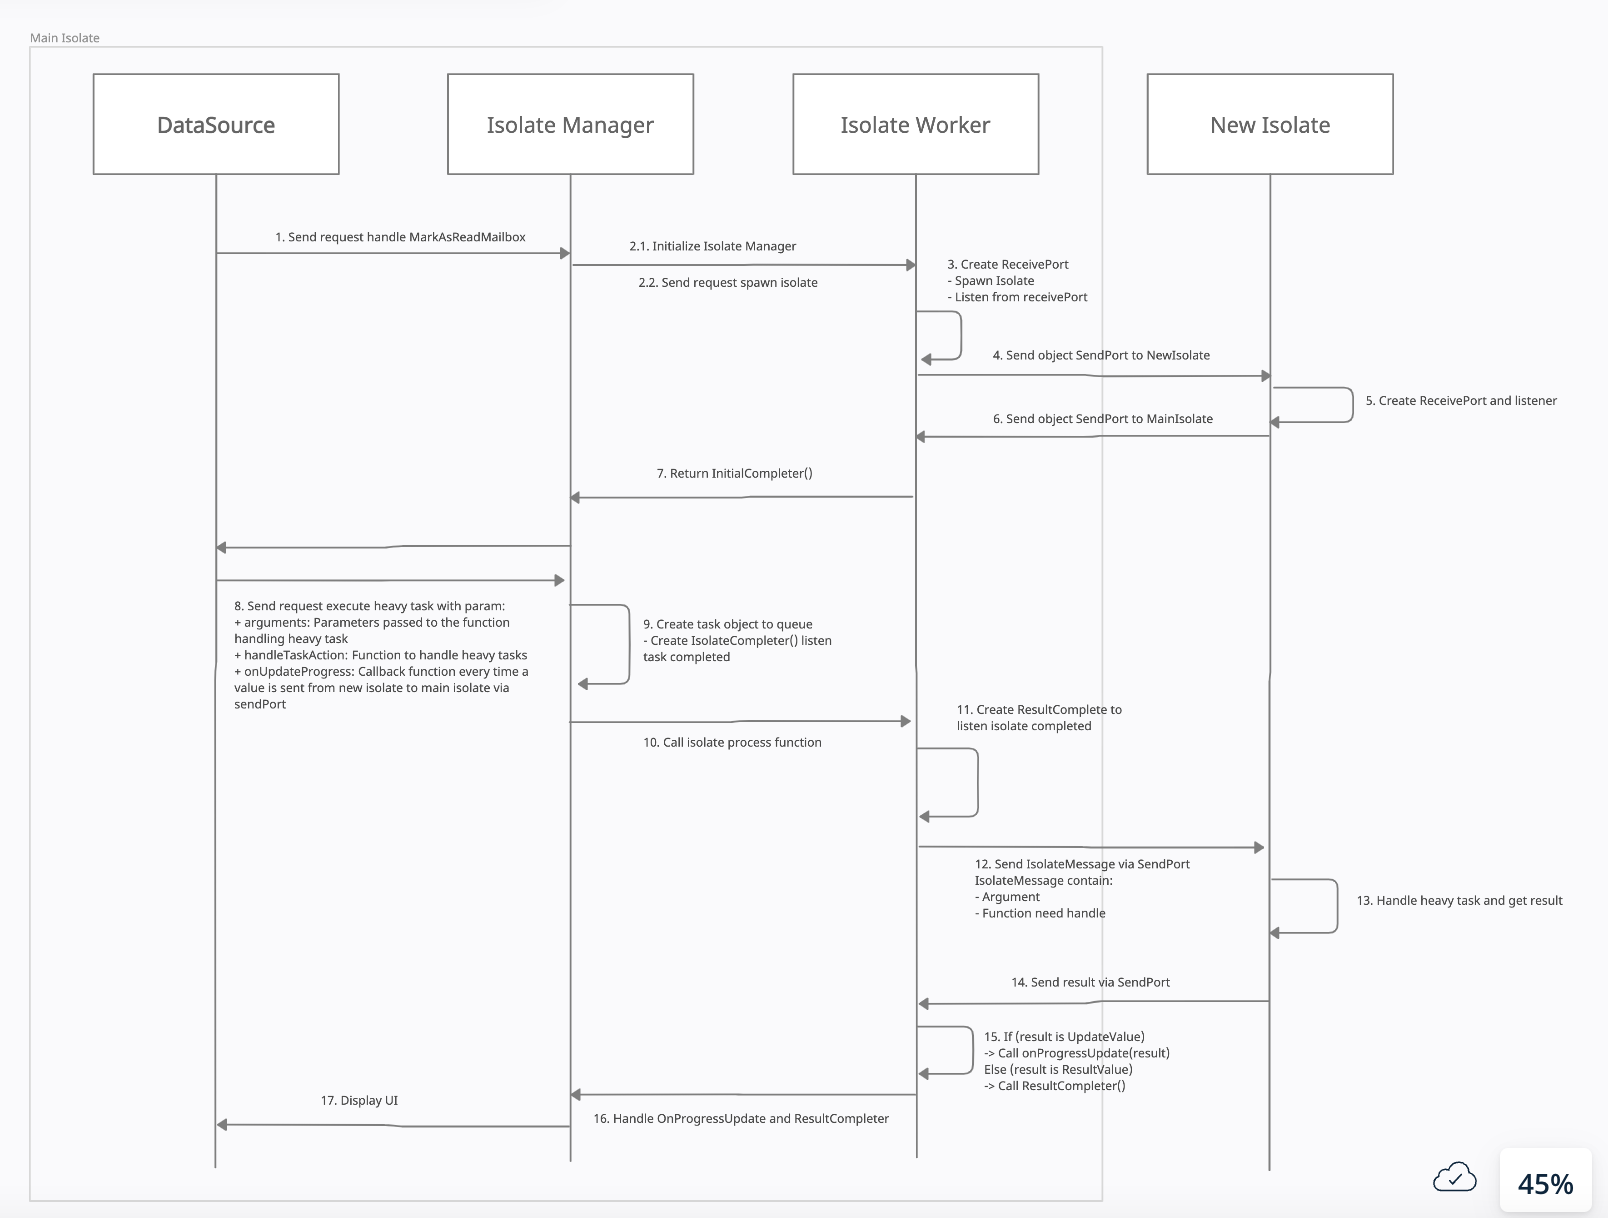 Main Isolate
DataSource
Isolate Manager
Isolate Worker
New Isolate
1. Send request handle MarkAsReadMailbox
2.1. Initialize Isolate Manager
2.2. Send request spawn isolate
3. Create ReceivePort
- Spawn Isolate
- Listen from receivePort
4. Send object SendPort to NewIsolate
5. Create ReceivePort and listener
6. Send object SendPort to MainIsolate
7. Return InitialCompleter()
8. Send request execute heavy task with param:
+ arguments: Parameters passed to the function
handling heavy task
+ handleTaskAction: Function to handle heavy tasks
+ onUpdateProgress: Callback function every time a
value is sent from new isolate to main isolate via
sendPort
9. Create task object to queue
- Create IsolateCompleter() listen
task completed
10. Call isolate process function
11. Create ResultComplete to
listen isolate completed
12. Send IsolateMessage via SendPort
IsolateMessage contain:
- Argument
- Function need handle
13. Handle heavy task and get result
14. Send result via SendPort
15. If (result is UpdateValue)
-> Call onProgressUpdate(result)
Else (result is ResultValue)
-> Call ResultCompleter()
16. Handle OnProgressUpdate and ResultCompleter
17. Display UI
45%